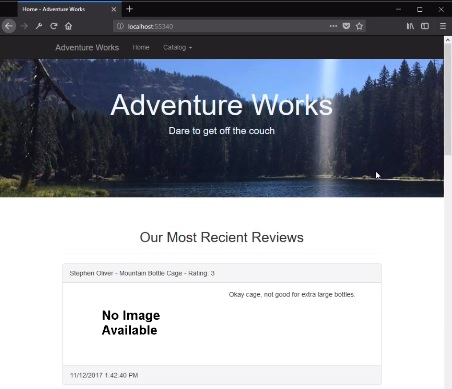 Home - Adventure Works
localhost:55340
Adventure Works Home Catalog
Adventure Works
Dare to get off the couch
Our Most Recient Reviews
Stephen Oliver - Mountain Bottle Cage - Rating: 3
Okay cage, not good for extra large bottles.
No Image
Available
11/12/2017 1:42:40 PM